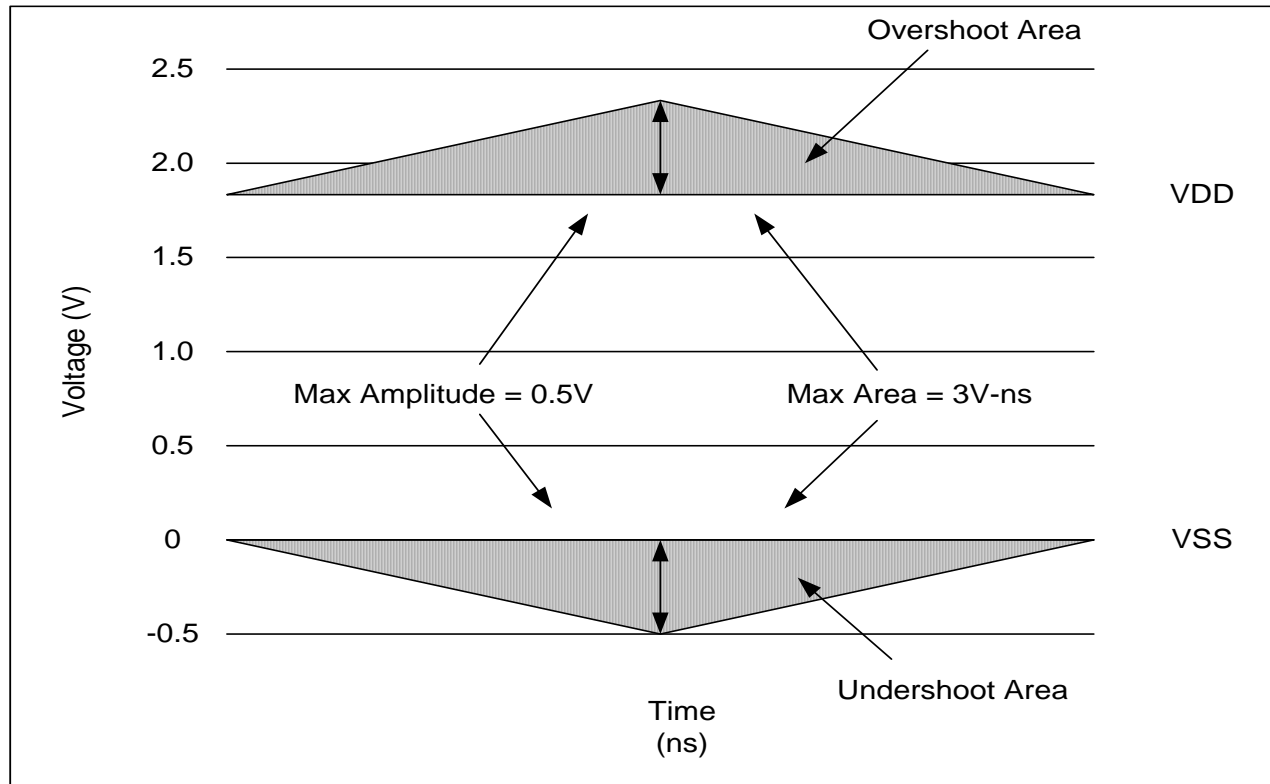 Overshoot Area
2.5
2.0
VDD
1.5
Voltage (V)
1.0
Max Amplitude = 0.5V
Max Area = 3V-ns
0.5
0
VSS
-0.5
Undershoot Area
Time
(ns)